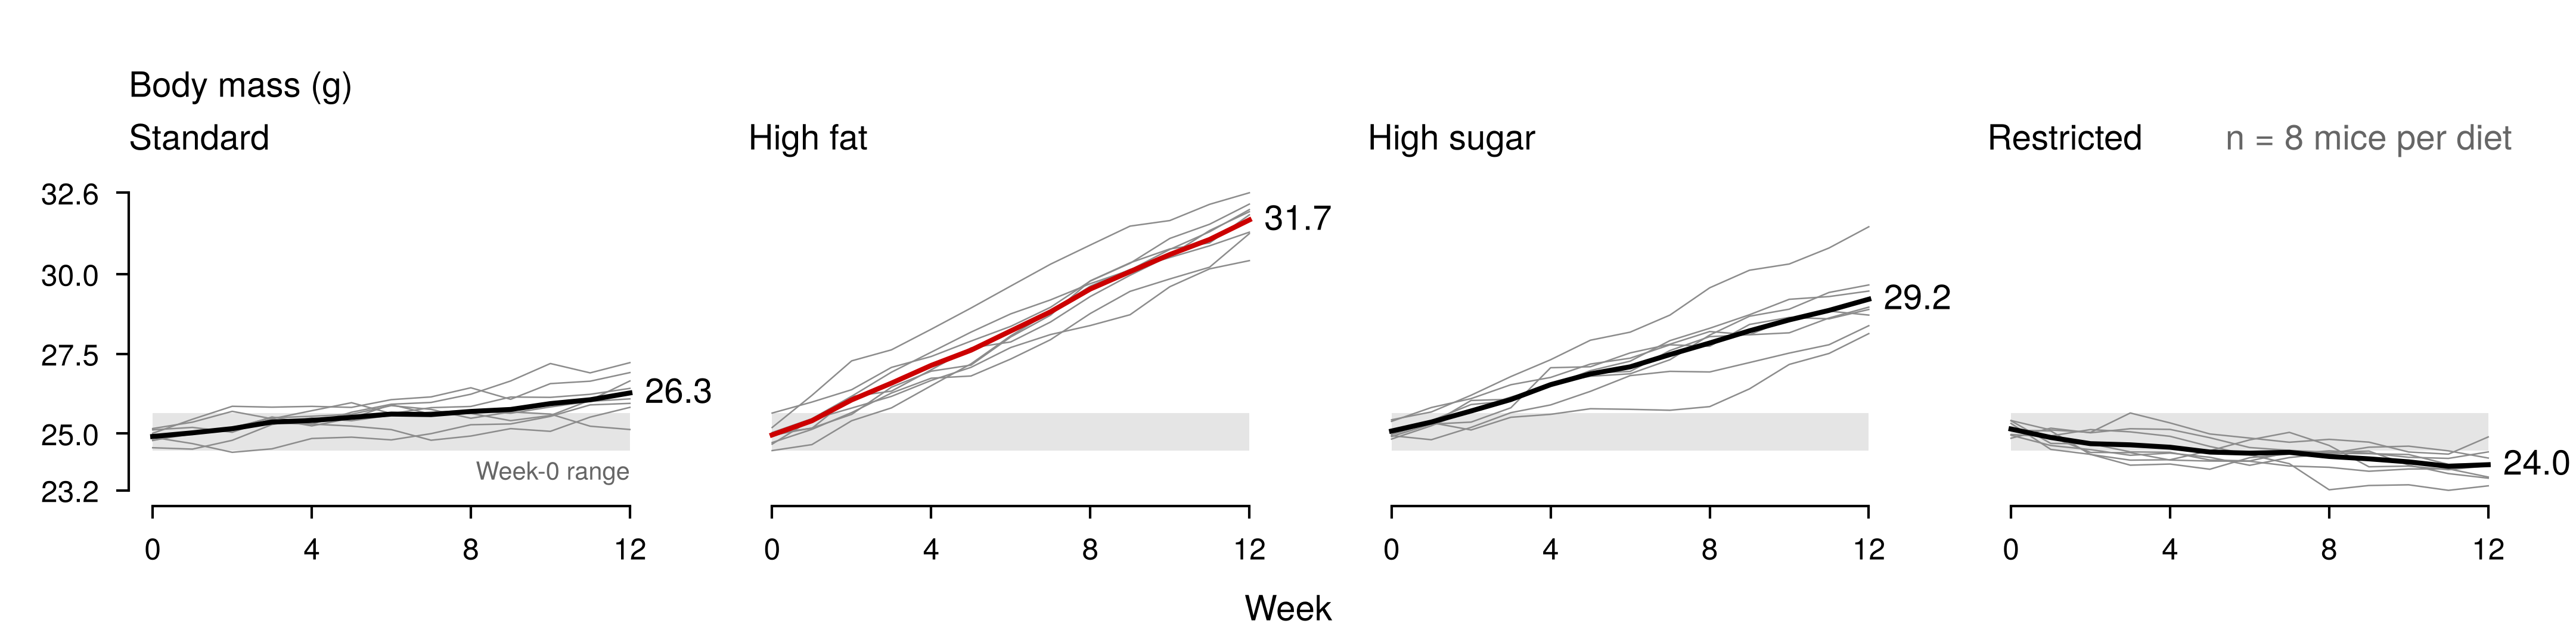 Body mass (g)
Standard
High fat
High sugar
Restricted
n = 8 mice per diet
32.6
30.0
27.5
25.0
23.2
26.3
31.7
29.2
24.0
Week-0 range
0 4 8 12
0 4 8 12
0 4 8 12
0 4 8 12
Week